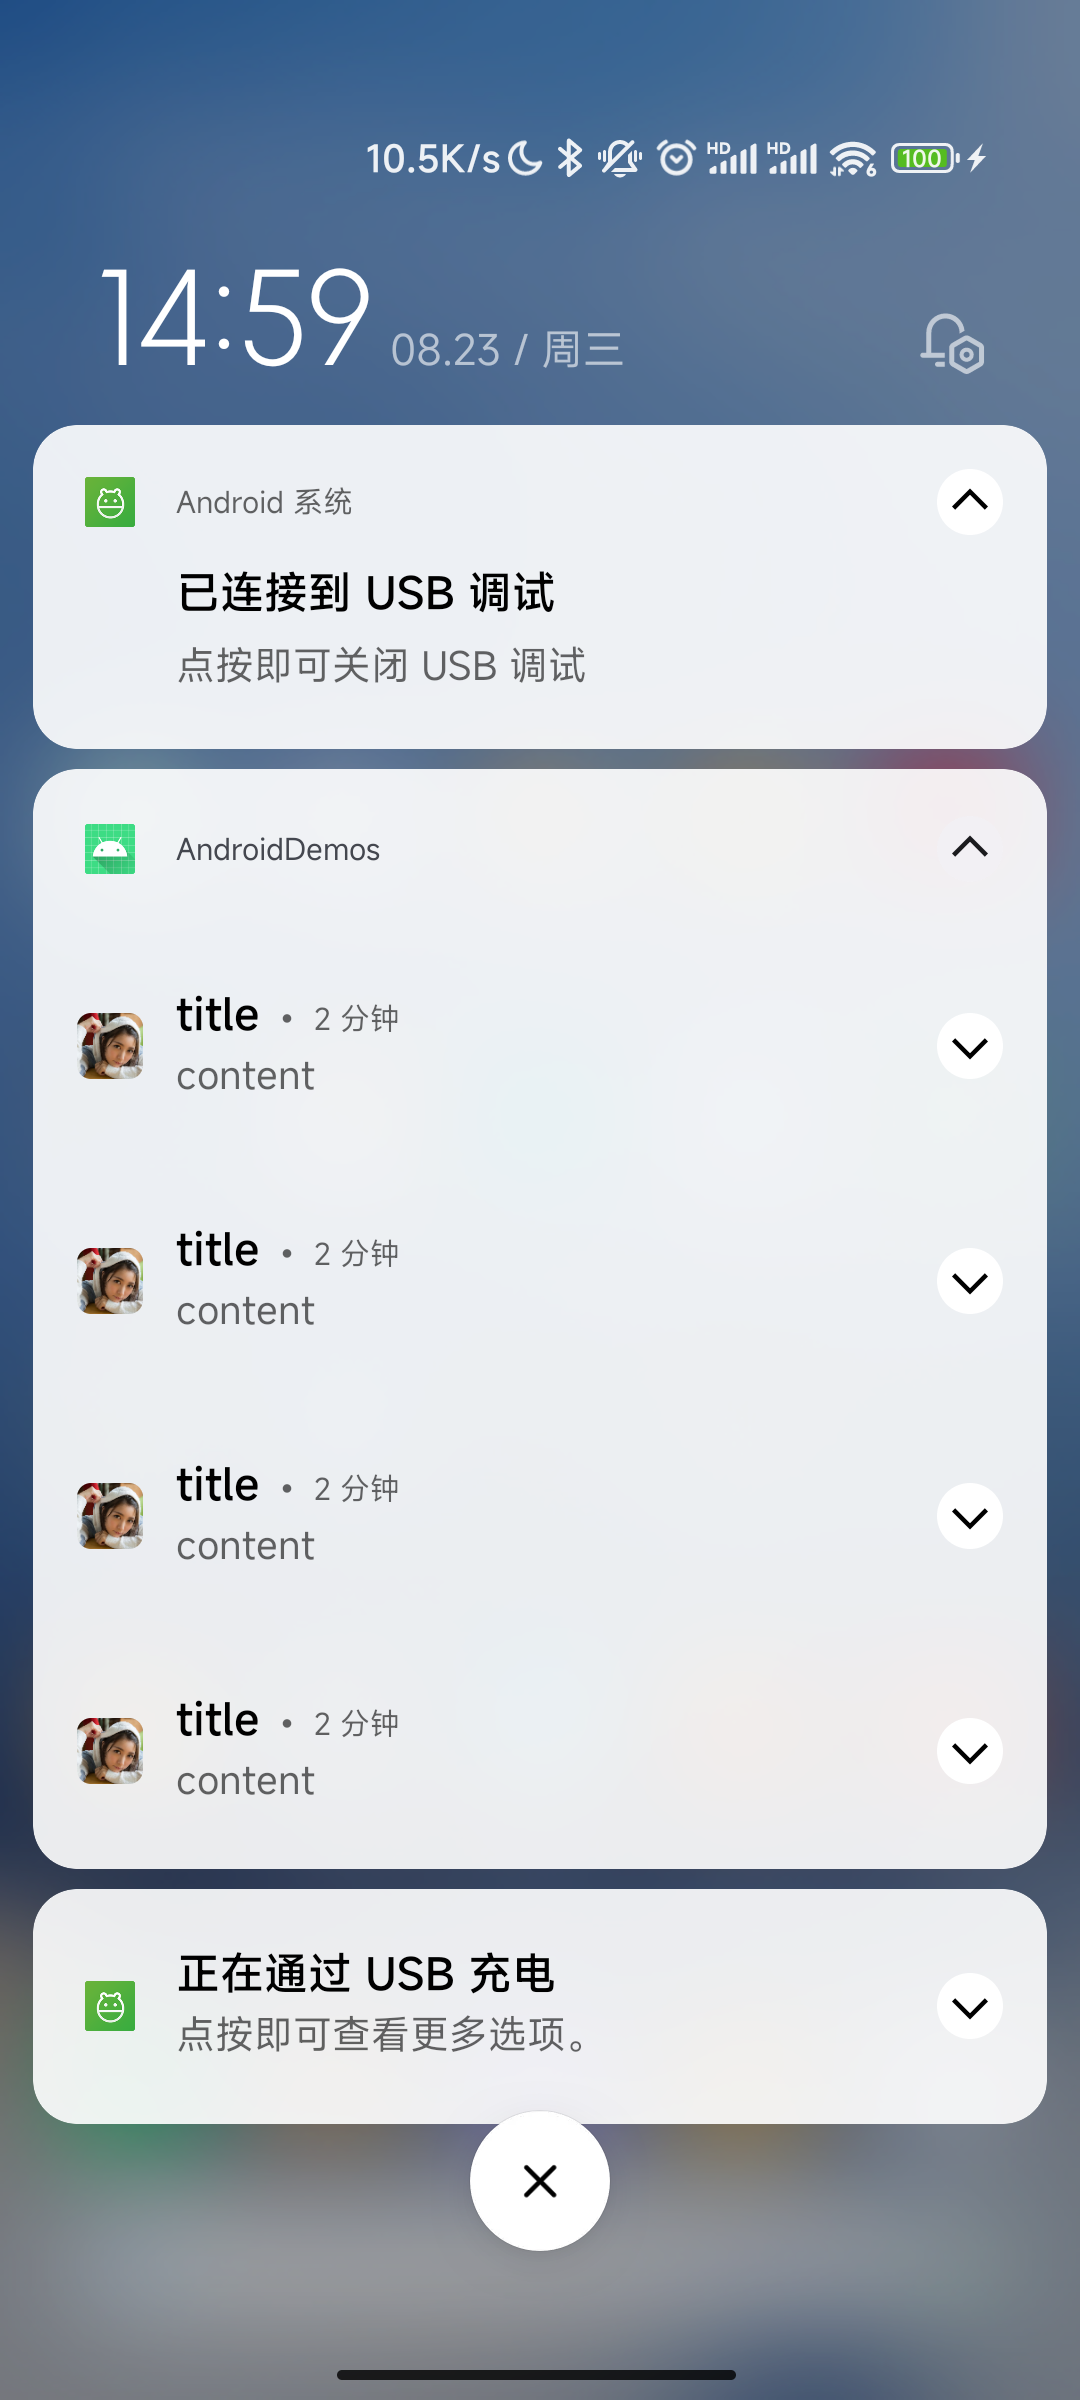 10.5K/s HD HD 6 100
14:59 08.23 / 周三
Android 系统
已连接到 USB 调试
点按即可关闭 USB 调试
AndroidDemos
title • 2 分钟
content
title • 2 分钟
content
title • 2 分钟
content
title • 2 分钟
content
正在通过 USB 充电
点按即可查看更多选项。